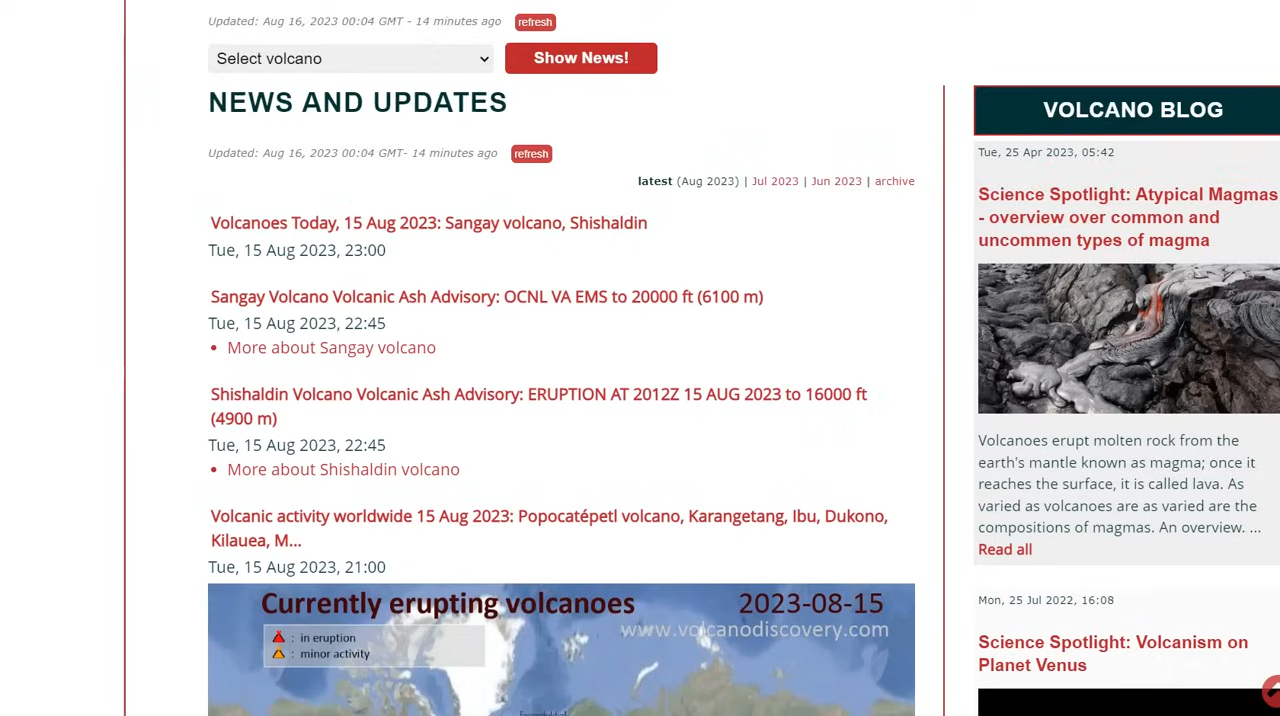 Updated: Aug 16, 2023 00:04 GMT - 14 minutes ago refresh
Select volcano Show News!
NEWS AND UPDATES
Updated: Aug 16, 2023 00:04 GMT- 14 minutes ago refresh
latest (Aug 2023) | Jul 2023 | Jun 2023 | archive
Volcanoes Today, 15 Aug 2023: Sangay volcano, Shishaldin
Tue, 15 Aug 2023, 23:00
Sangay Volcano Volcanic Ash Advisory: OCNL VA EMS to 20000 ft (6100 m)
Tue, 15 Aug 2023, 22:45
• More about Sangay volcano
Shishaldin Volcano Volcanic Ash Advisory: ERUPTION AT 2012Z 15 AUG 2023 to 16000 ft
(4900 m)
Tue, 15 Aug 2023, 22:45
• More about Shishaldin volcano
Volcanic activity worldwide 15 Aug 2023: Popocatépetl volcano, Karangetang, Ibu, Dukono,
Kilauea, M...
Tue, 15 Aug 2023, 21:00
Currently erupting volcanoes 2023-08-15
www.volcanodiscovery.com
: in eruption
: minor activity
VOLCANO BLOG
Tue, 25 Apr 2023, 05:42
Science Spotlight: Atypical Magmas
- overview over common and
uncommen types of magma
Volcanoes erupt molten rock from the
earth's mantle known as magma; once it
reaches the surface, it is called lava. As
varied as volcanoes are as varied are the
compositions of magmas. An overview. ...
Read all
Mon, 25 Jul 2022, 16:08
Science Spotlight: Volcanism on
Planet Venus